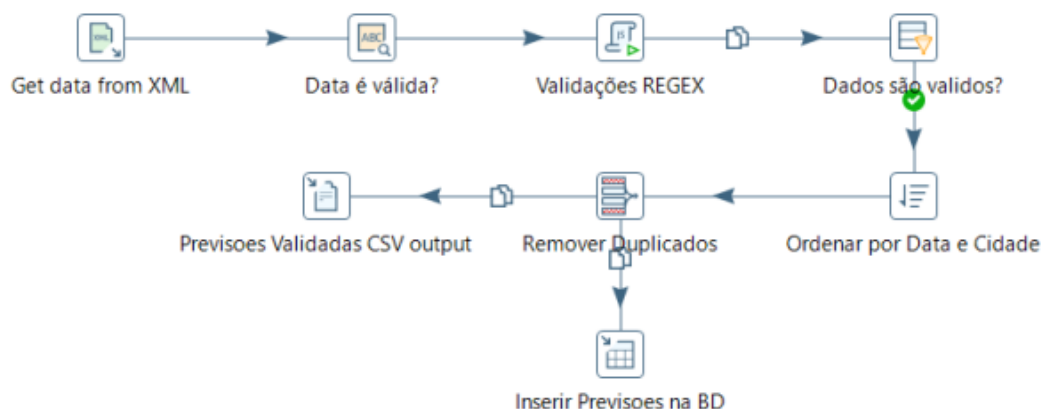 Get data from XML
Data é válida?
Validações REGEX
Dados são validos?
Previsoes Validadas CSV output
Remover Duplicados
Ordenar por Data e Cidade
Inserir Previsoes na BD